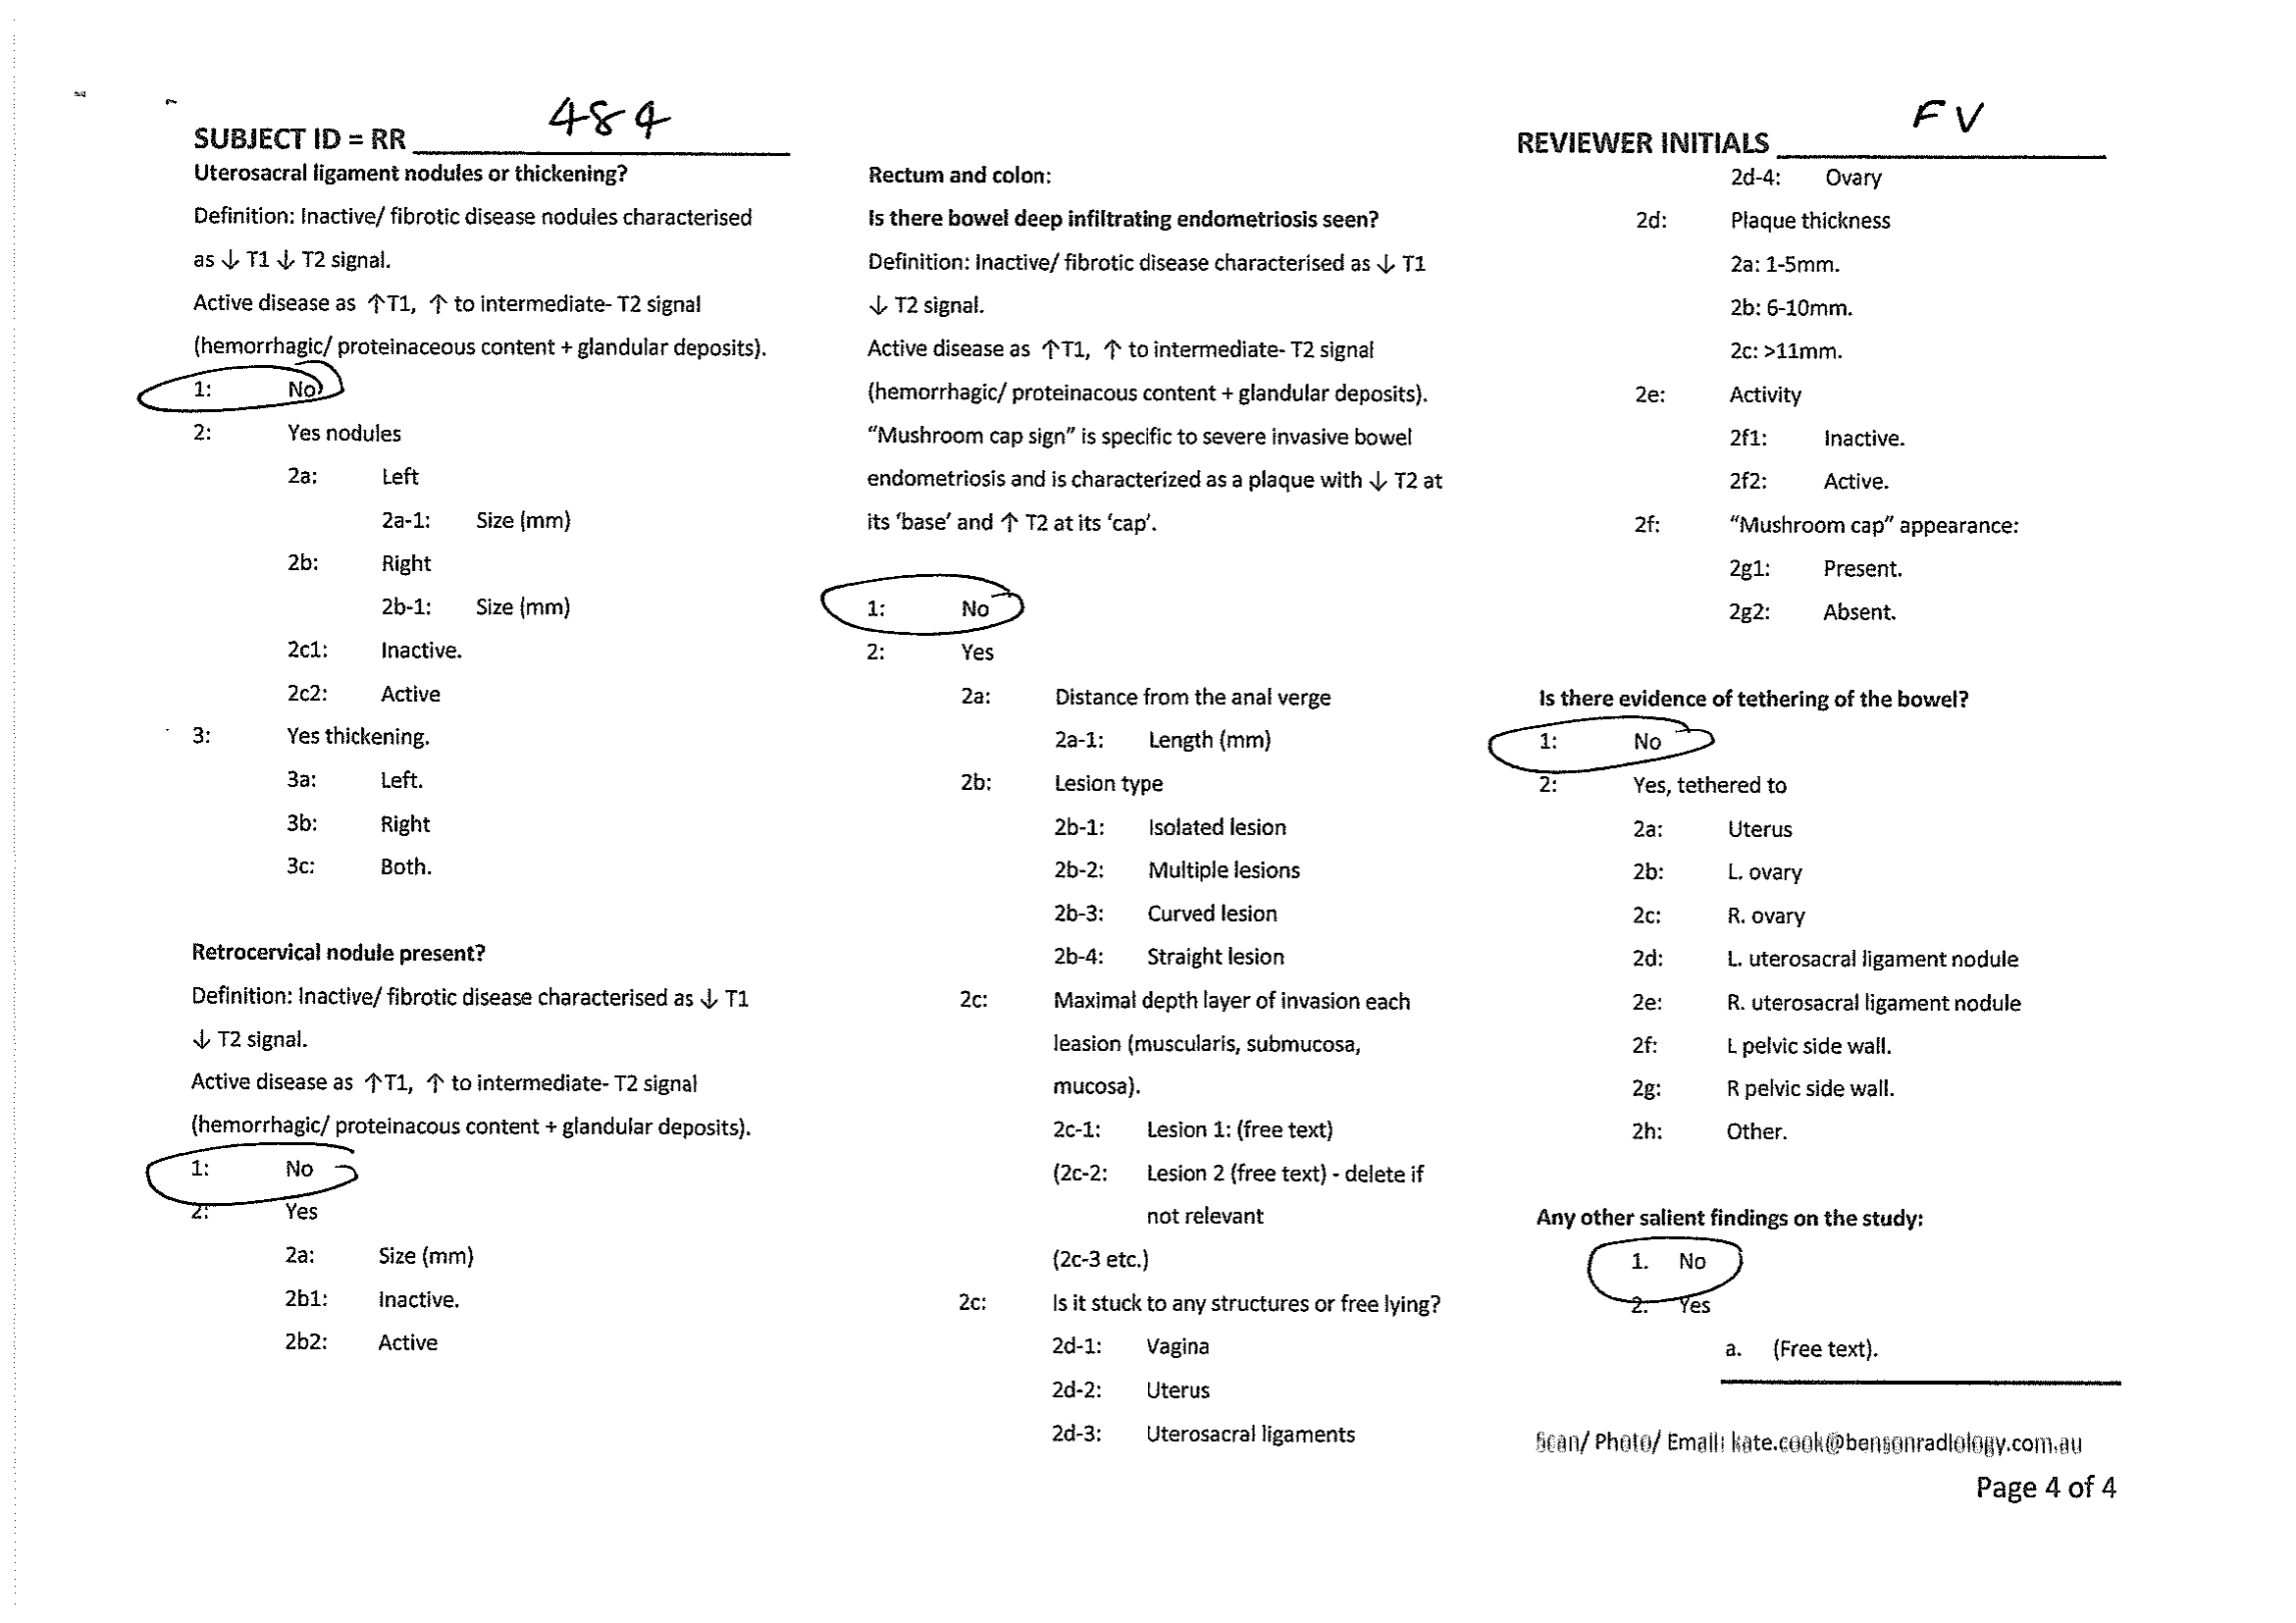 SUBJECT ID = RR 484
Uterosacral ligament nodules or thickening?
Definition: Inactive/ fibrotic disease nodules characterised
as ↓ T1 ↓ T2 signal.
Active disease as ↑T1, ↑ to intermediate- T2 signal
(hemorrhagic/ proteinaceous content + glandular deposits).
1: No
2: Yes nodules
2a: Left
2a-1: Size (mm)
2b: Right
2b-1: Size (mm)
2c1: Inactive.
2c2: Active
3: Yes thickening.
3a: Left.
3b: Right
3c: Both.
Retrocervical nodule present?
Definition: Inactive/ fibrotic disease characterised as ↓ T1
↓ T2 signal.
Active disease as ↑T1, ↑ to intermediate- T2 signal
(hemorrhagic/ proteinacous content + glandular deposits).
1: No
2: Yes
2a: Size (mm)
2b1: Inactive.
2b2: Active
Rectum and colon:
Is there bowel deep infiltrating endometriosis seen?
Definition: Inactive/ fibrotic disease characterised as ↓ T1
↓ T2 signal.
Active disease as ↑T1, ↑ to intermediate- T2 signal
(hemorrhagic/ proteinacous content + glandular deposits).
“Mushroom cap sign” is specific to severe invasive bowel
endometriosis and is characterized as a plaque with ↓ T2 at
its ‘base’ and ↑ T2 at its ‘cap’.
1: No
2: Yes
2a: Distance from the anal verge
2a-1: Length (mm)
2b: Lesion type
2b-1: Isolated lesion
2b-2: Multiple lesions
2b-3: Curved lesion
2b-4: Straight lesion
2c: Maximal depth layer of invasion each
leasion (muscularis, submucosa,
mucosa).
2c-1: Lesion 1: (free text)
(2c-2: Lesion 2 (free text) - delete if
not relevant
(2c-3 etc.)
2c: Is it stuck to any structures or free lying?
2d-1: Vagina
2d-2: Uterus
2d-3: Uterosacral ligaments
REVIEWER INITIALS FV
2d-4: Ovary
2d: Plaque thickness
2a: 1-5mm.
2b: 6-10mm.
2c: >11mm.
2e: Activity
2f1: Inactive.
2f2: Active.
2f: “Mushroom cap” appearance:
2g1: Present.
2g2: Absent.
Is there evidence of tethering of the bowel?
1: No
2: Yes, tethered to
2a: Uterus
2b: L. ovary
2c: R. ovary
2d: L. uterosacral ligament nodule
2e: R. uterosacral ligament nodule
2f: L pelvic side wall.
2g: R pelvic side wall.
2h: Other.
Any other salient findings on the study:
1. No
2. Yes
a. (Free text).
Scan/ Photo/ Email: kate.cook@bensonradiology.com.au
Page 4 of 4